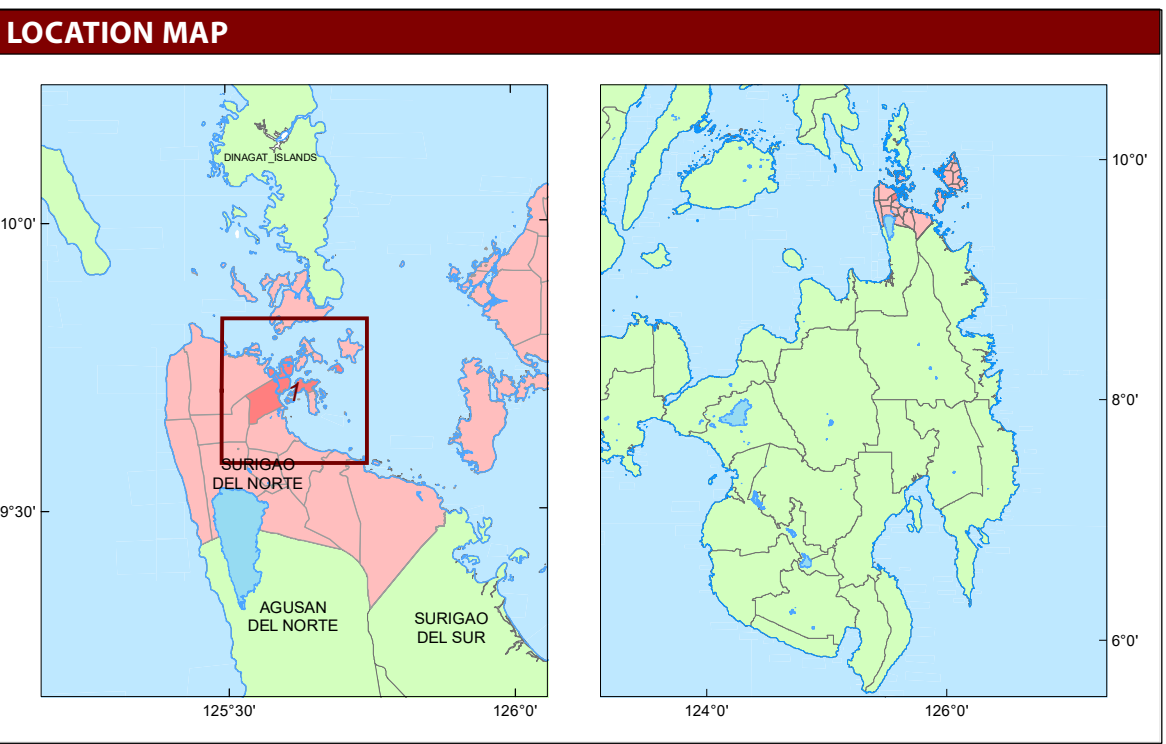 LOCATION MAP
DINAGAT_ISLANDS
10°0'
1
SURIGAO
DEL NORTE
9°30'
AGUSAN
DEL NORTE
SURIGAO
DEL SUR
125°30'
126°0'
10°0'
8°0'
6°0'
124°0'
126°0'